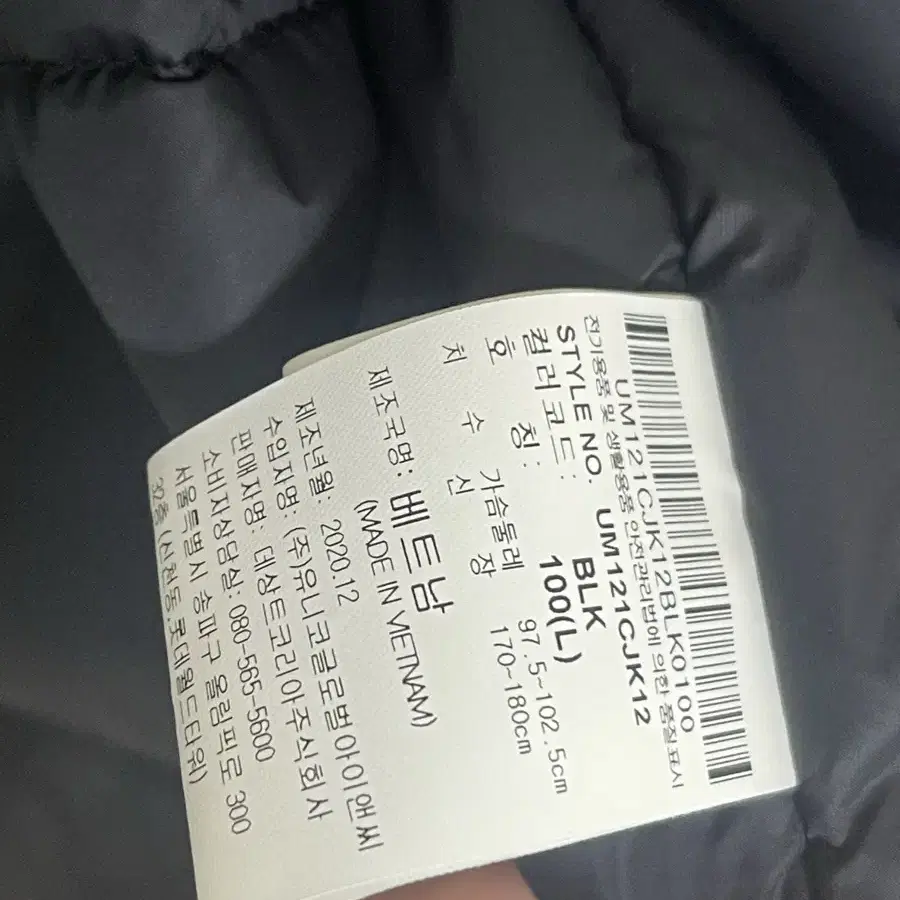 UM121CJK12BLK0100
전기용품 및 생활용품 안전관리법에 의한 품질표시
STYLE NO. UM121CJK12
컬러코드: BLK
호칭: 100(L)
치수 가슴둘레 97.5~102.5cm
신장 170~180cm
제조국명: 베트남
(MADE IN VIETNAM)
제조년월: 2020.12
수입자명: (주)유니코글로벌아이앤씨
판매자명: 데상트코리아주식회사
소비자상담실: 080-565-5600
서울특별시 송파구 올림픽로 300
32층 (신천동,롯데월드타워)